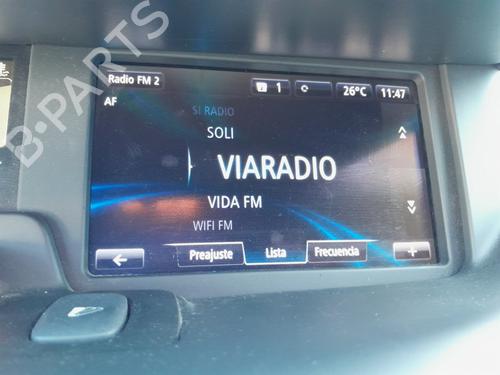 B-PARTS
Radio FM 2
1
26°C
11:47
AF
SI RADIO
SOLI
VIARADIO
VIDA FM
WIFI FM
Preajuste
Lista
Frecuencia
+